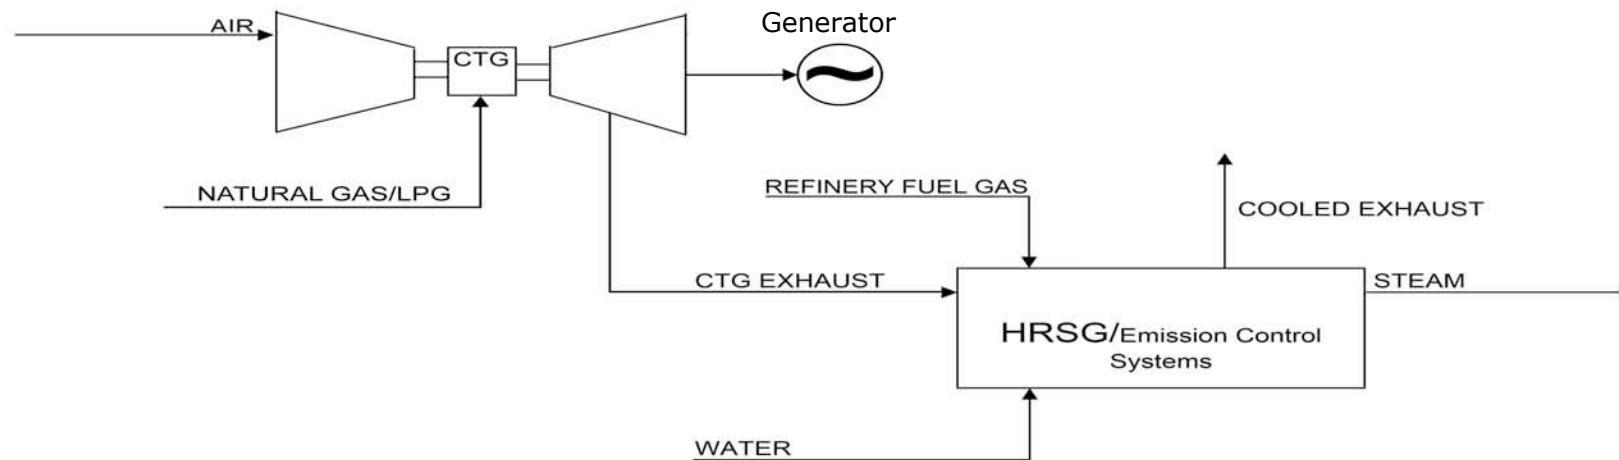 Generator
AIR
CTG
NATURAL GAS/LPG
REFINERY FUEL GAS
COOLED EXHAUST
CTG EXHAUST
STEAM
HRSG/Emission Control
Systems
WATER